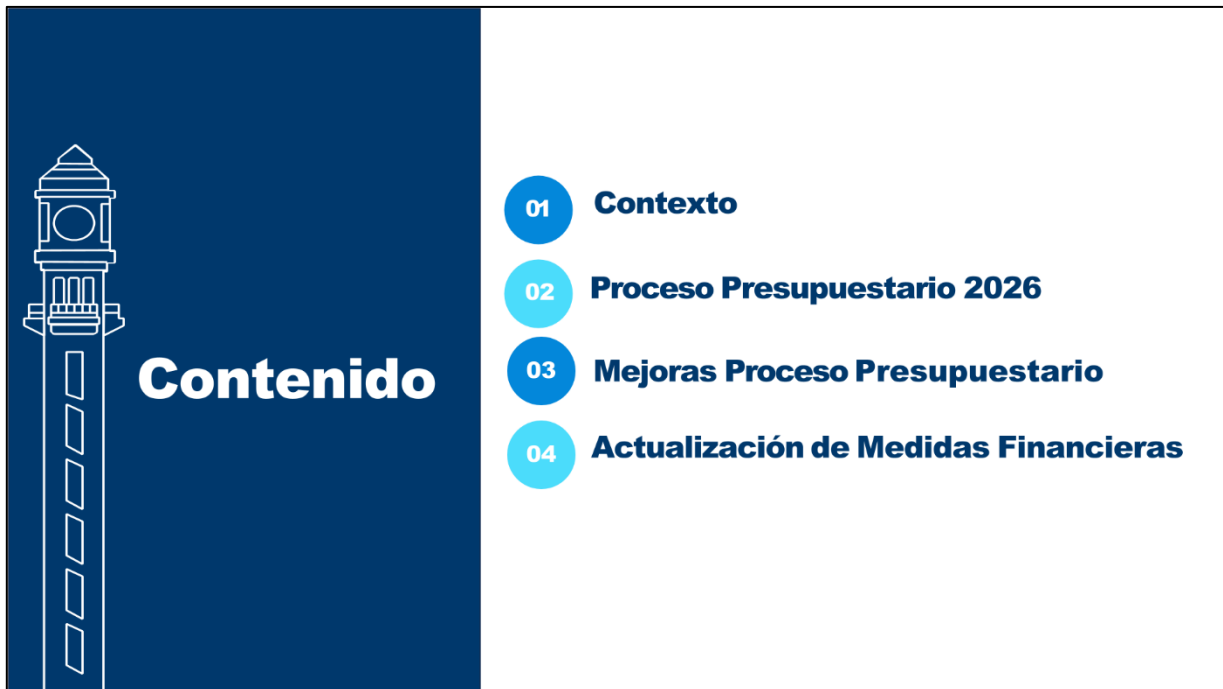 Contenido
01 Contexto
02 Proceso Presupuestario 2026
03 Mejoras Proceso Presupuestario
04 Actualización de Medidas Financieras